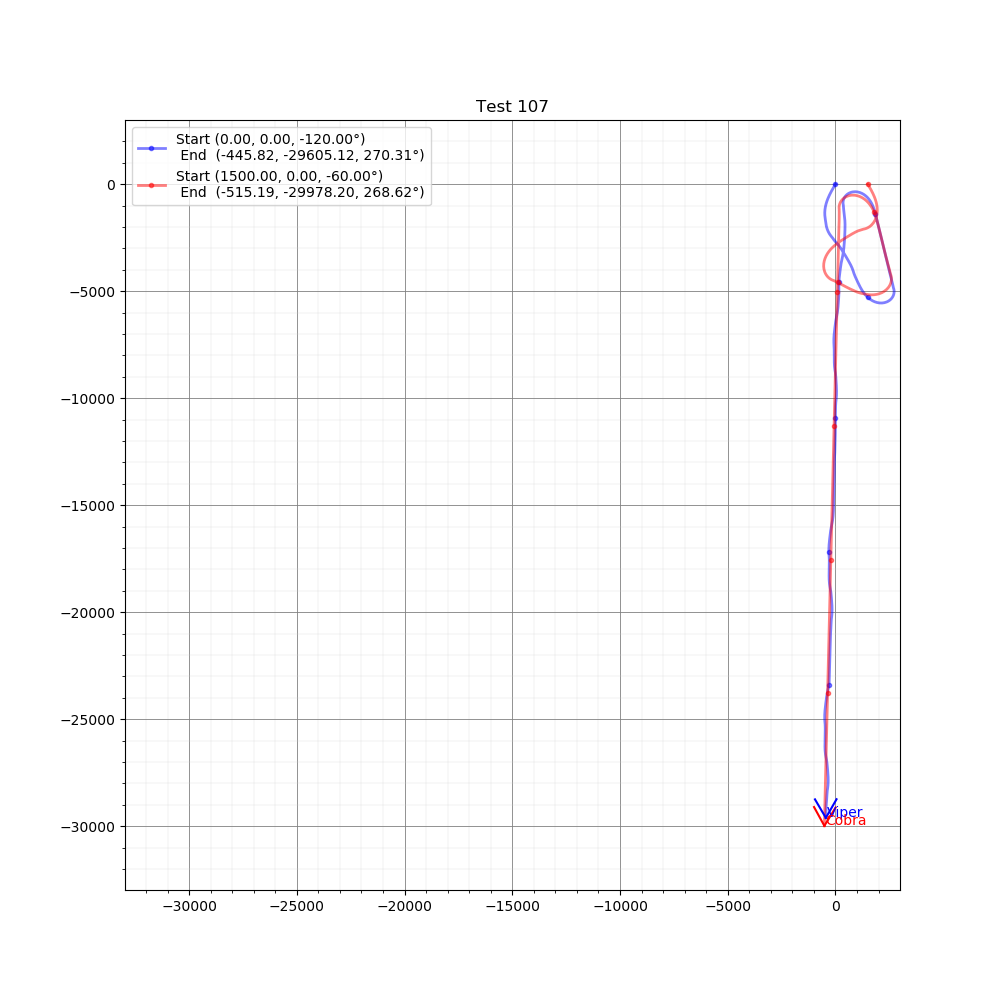 Test 107
Start (0.00, 0.00, -120.00°)
End (-445.82, -29605.12, 270.31°)
Start (1500.00, 0.00, -60.00°)
End (-515.19, -29978.20, 268.62°)
0
−5000
−10000
−15000
−20000
−25000
−30000
Viper
Cobra
−30000 −25000 −20000 −15000 −10000 −5000 0